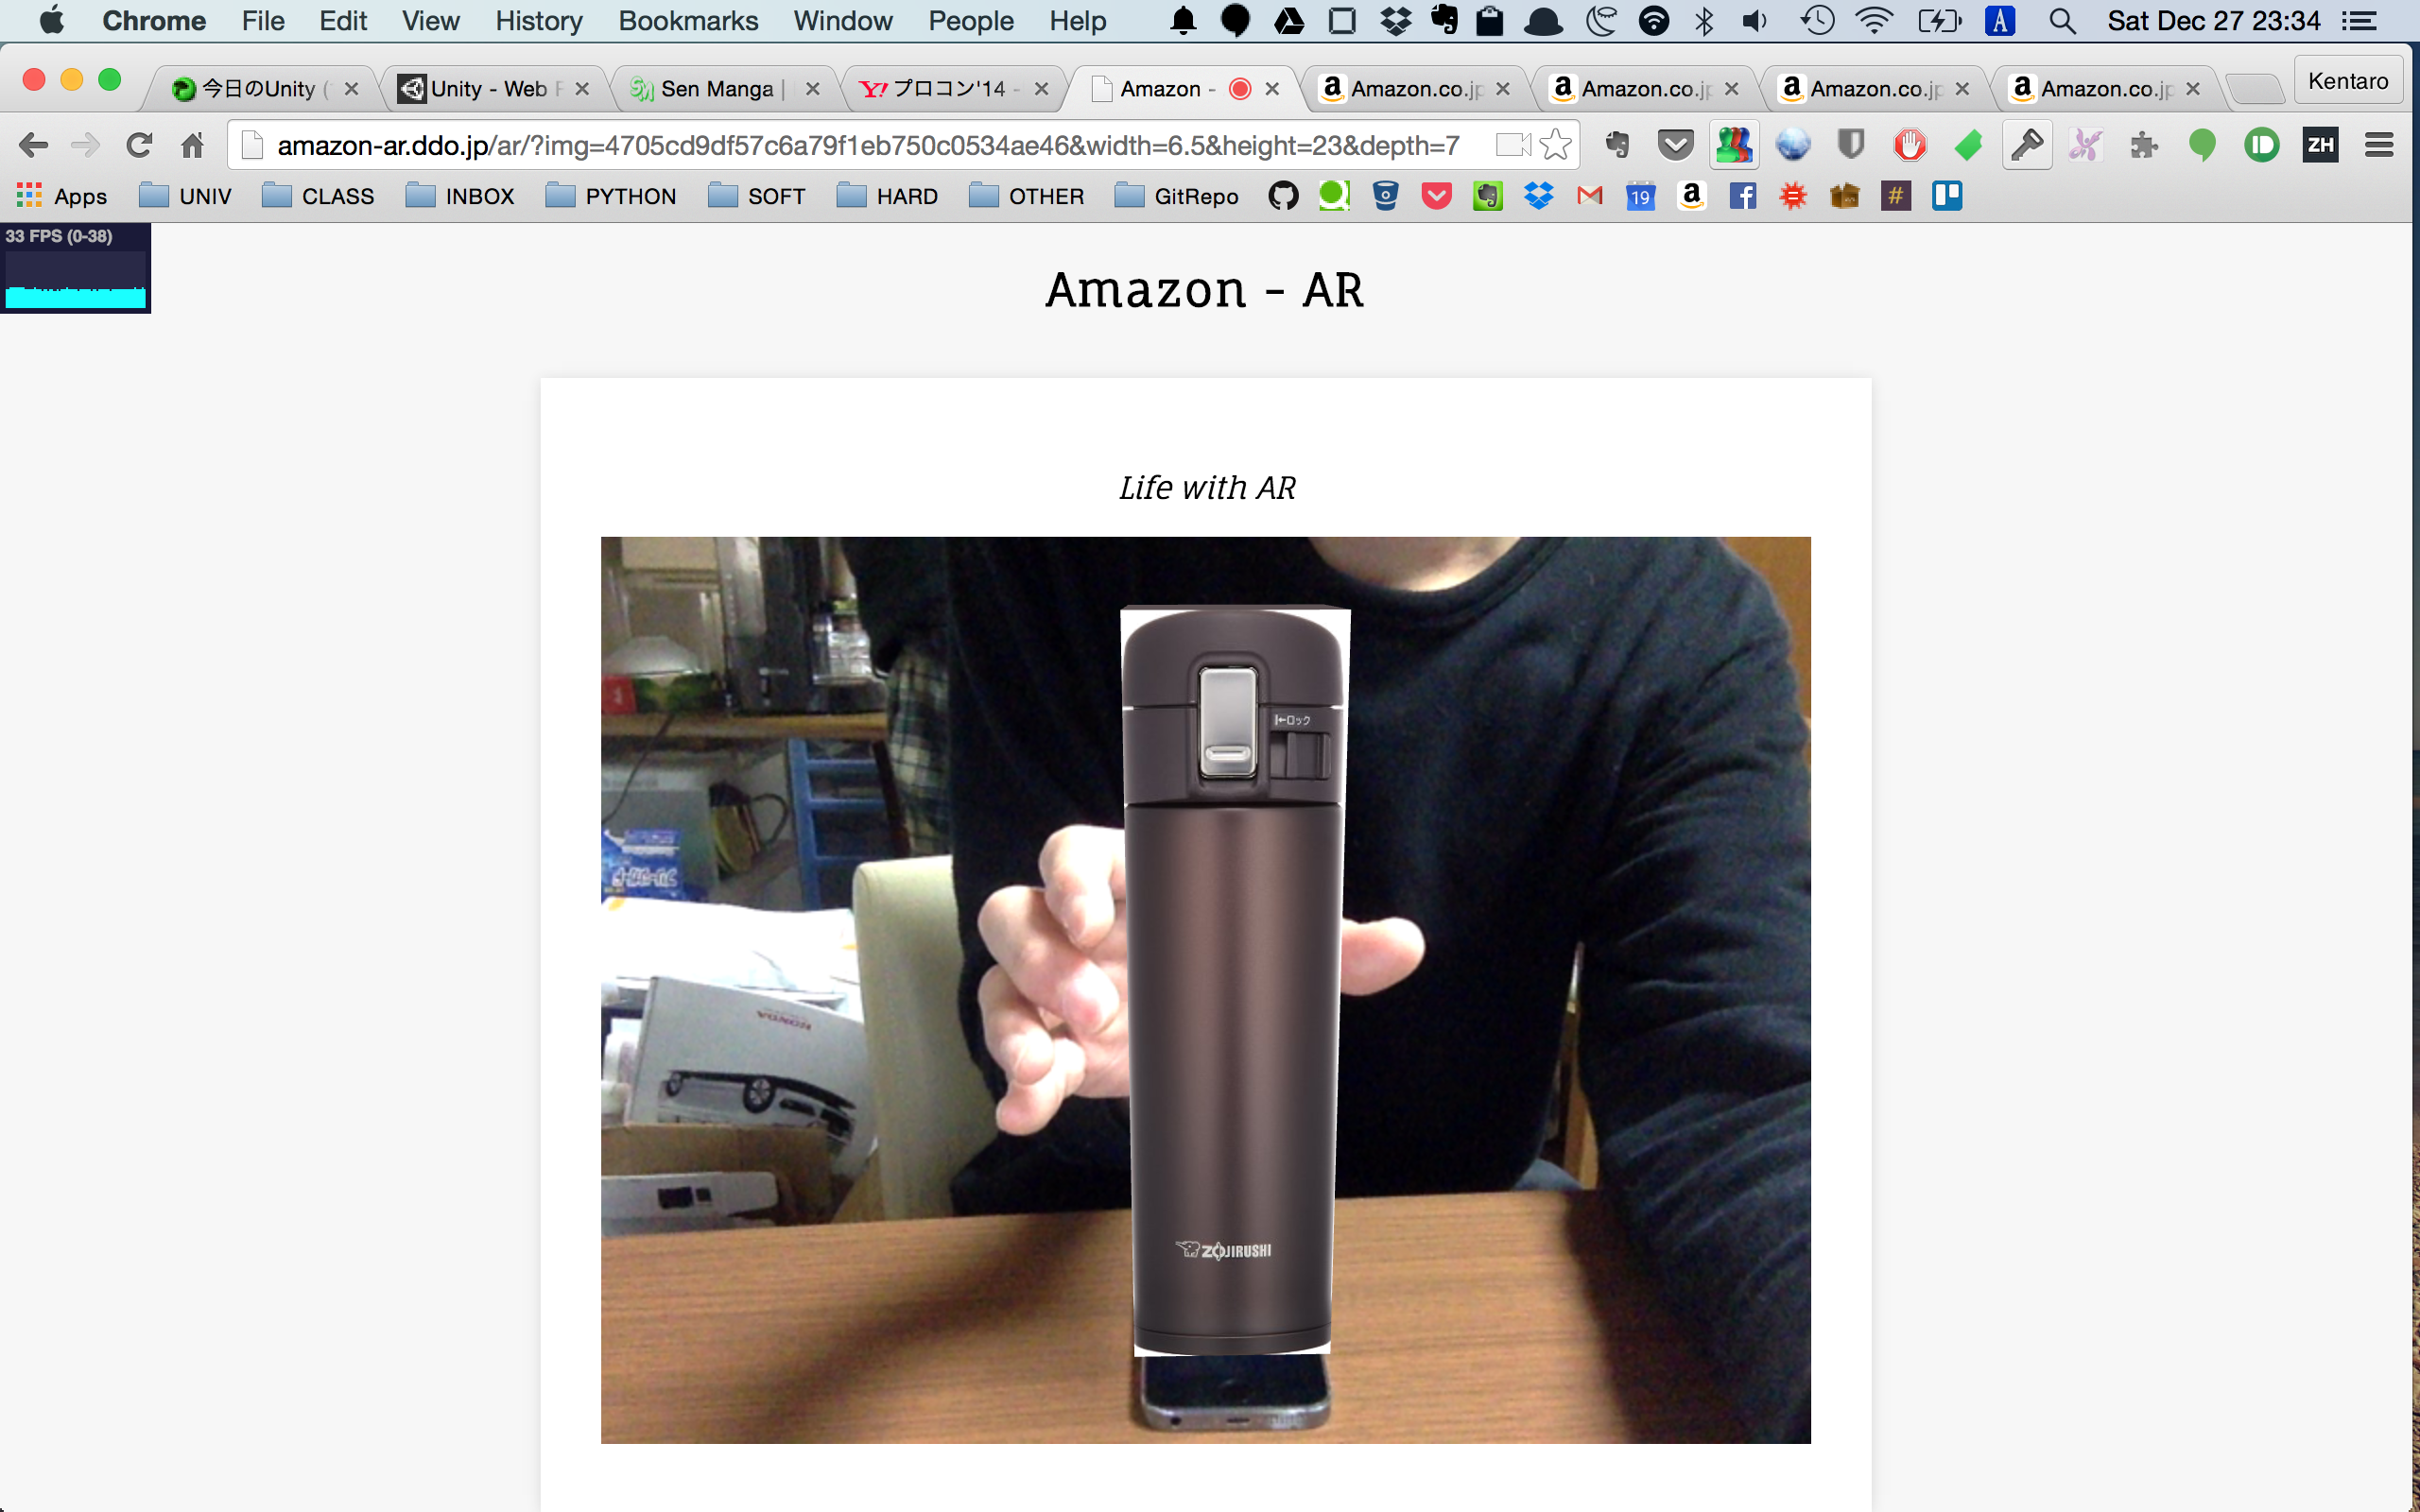 Chrome File Edit View History Bookmarks Window People Help A Sat Dec 27 23:34
今日のUnity ( Unity - Web Sen Manga | Y! プロコン'14 - Amazon - Amazon.co.jp Amazon.co.jp Amazon.co.jp Amazon.co.jp Kentaro
amazon-ar.ddo.jp/ar/?img=4705cd9df57c6a79f1eb750c0534ae46&width=6.5&height=23&depth=7 ZH
Apps UNIV CLASS INBOX PYTHON SOFT HARD OTHER GitRepo 19 a f #
33 FPS (0-38)
Amazon - AR
Life with AR
ロック
HONDA
ZOJIRUSHI